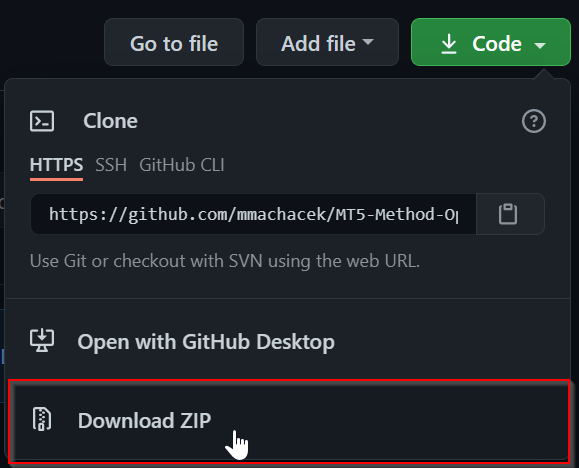 Go to file Add file Code
Clone
HTTPS SSH GitHub CLI
https://github.com/mmachacek/MT5-Method-Op
Use Git or checkout with SVN using the web URL.
Open with GitHub Desktop
Download ZIP